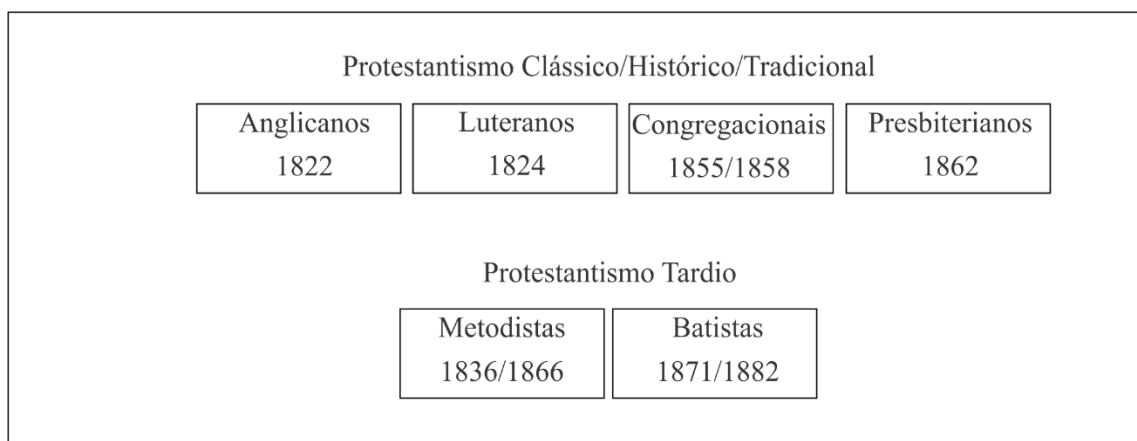 Protestantismo Clássico/Histórico/Tradicional
Anglicanos
1822
Luteranos
1824
Congregacionais
1855/1858
Presbiterianos
1862
Protestantismo Tardio
Metodistas
1836/1866
Batistas
1871/1882